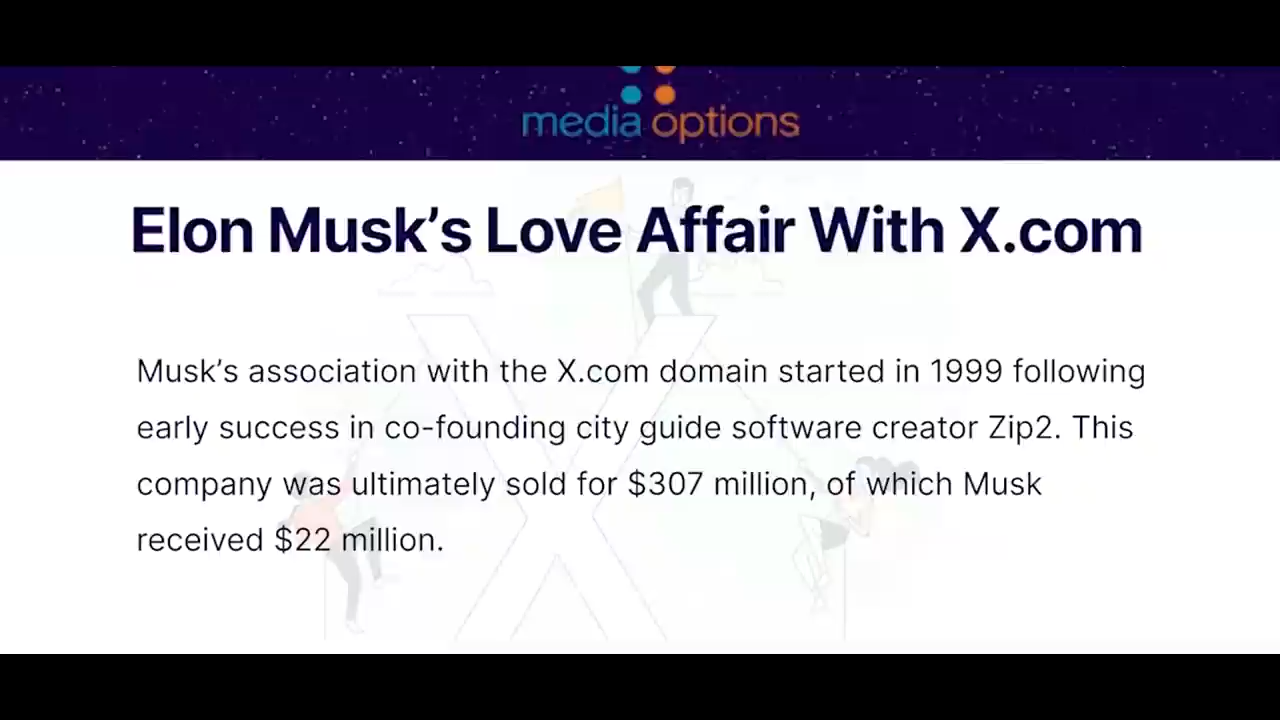 media options
Elon Musk’s Love Affair With X.com
Musk’s association with the X.com domain started in 1999 following
early success in co-founding city guide software creator Zip2. This
company was ultimately sold for $307 million, of which Musk
received $22 million.